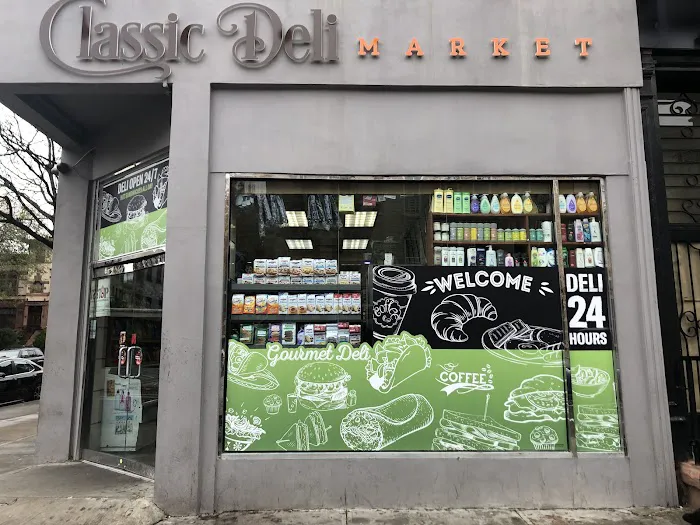 Classic Deli MARKET
DELI OPEN 24/7
WELCOME
DELI
24
HOURS
Gourmet Deli
COFFEE